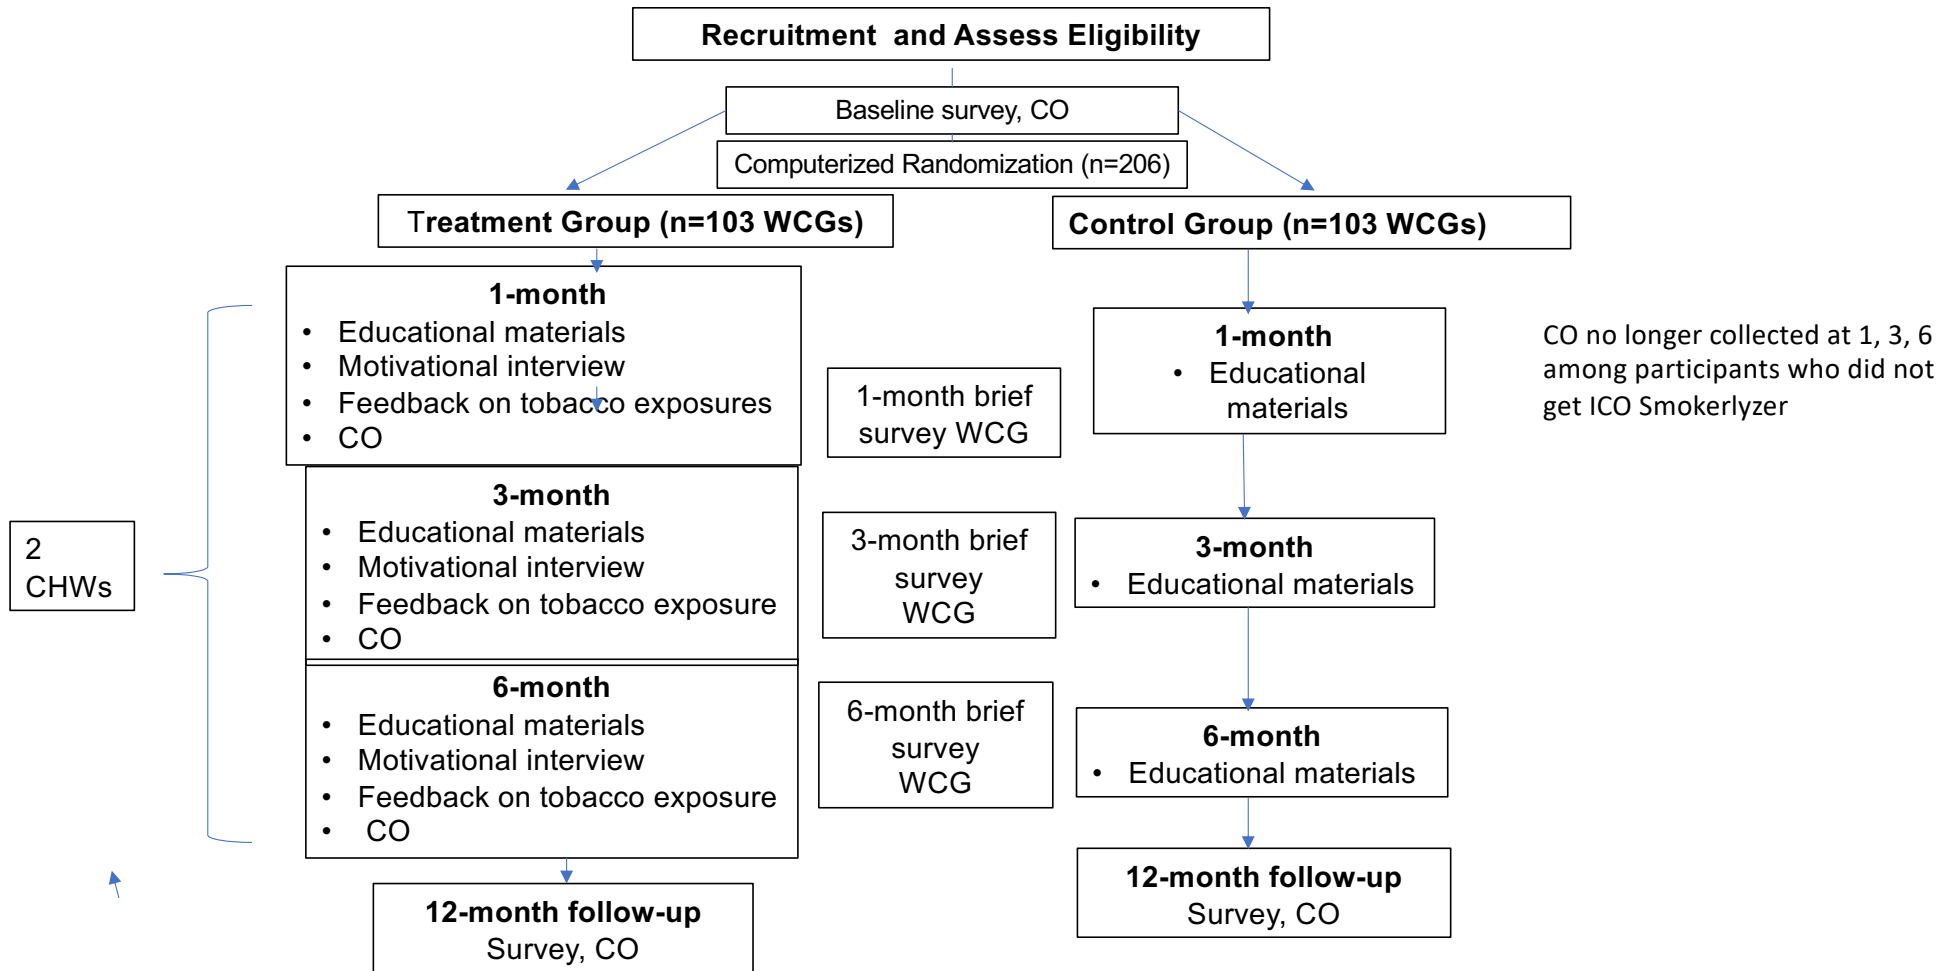 Recruitment  and Assess Eligibility
Baseline survey, CO
Computerized Randomization (n=206)
Treatment Group (n=103 WCGs)
Control Group (n=103 WCGs)
2
CHWs
1-month
• Educational materials
• Motivational interview
• Feedback on tobacco exposures
• CO
3-month
• Educational materials
• Motivational interview
• Feedback on tobacco exposure
• CO
6-month
• Educational materials
• Motivational interview
• Feedback on tobacco exposure
• CO
12-month follow-up
Survey, CO
1-month brief
survey WCG
3-month brief
survey
WCG
6-month brief
survey
WCG
1-month
• Educational
materials
3-month
• Educational materials
6-month
• Educational materials
12-month follow-up
Survey, CO
CO no longer collected at 1, 3, 6
among participants who did not
get ICO Smokerlyzer